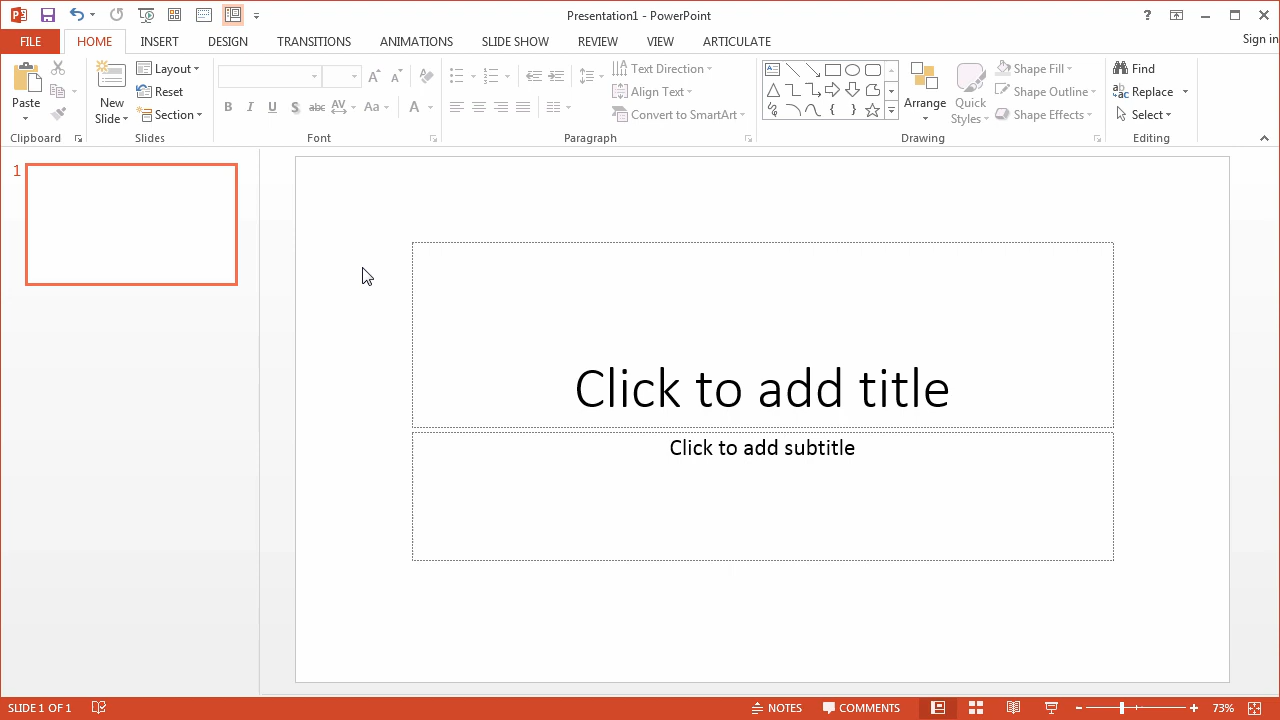 Presentation1 - PowerPoint
FILE HOME INSERT DESIGN TRANSITIONS ANIMATIONS SLIDE SHOW REVIEW VIEW ARTICULATE Sign in
Paste
Clipboard
New
Slide
Layout
Reset
Section
Slides
B I U S abc AV Aa A
Font
Text Direction
Align Text
Convert to SmartArt
Paragraph
Arrange
Quick
Styles
Shape Fill
Shape Outline
Shape Effects
Drawing
Find
Replace
Select
Editing
1
Click to add title
Click to add subtitle
SLIDE 1 OF 1 NOTES COMMENTS 73%